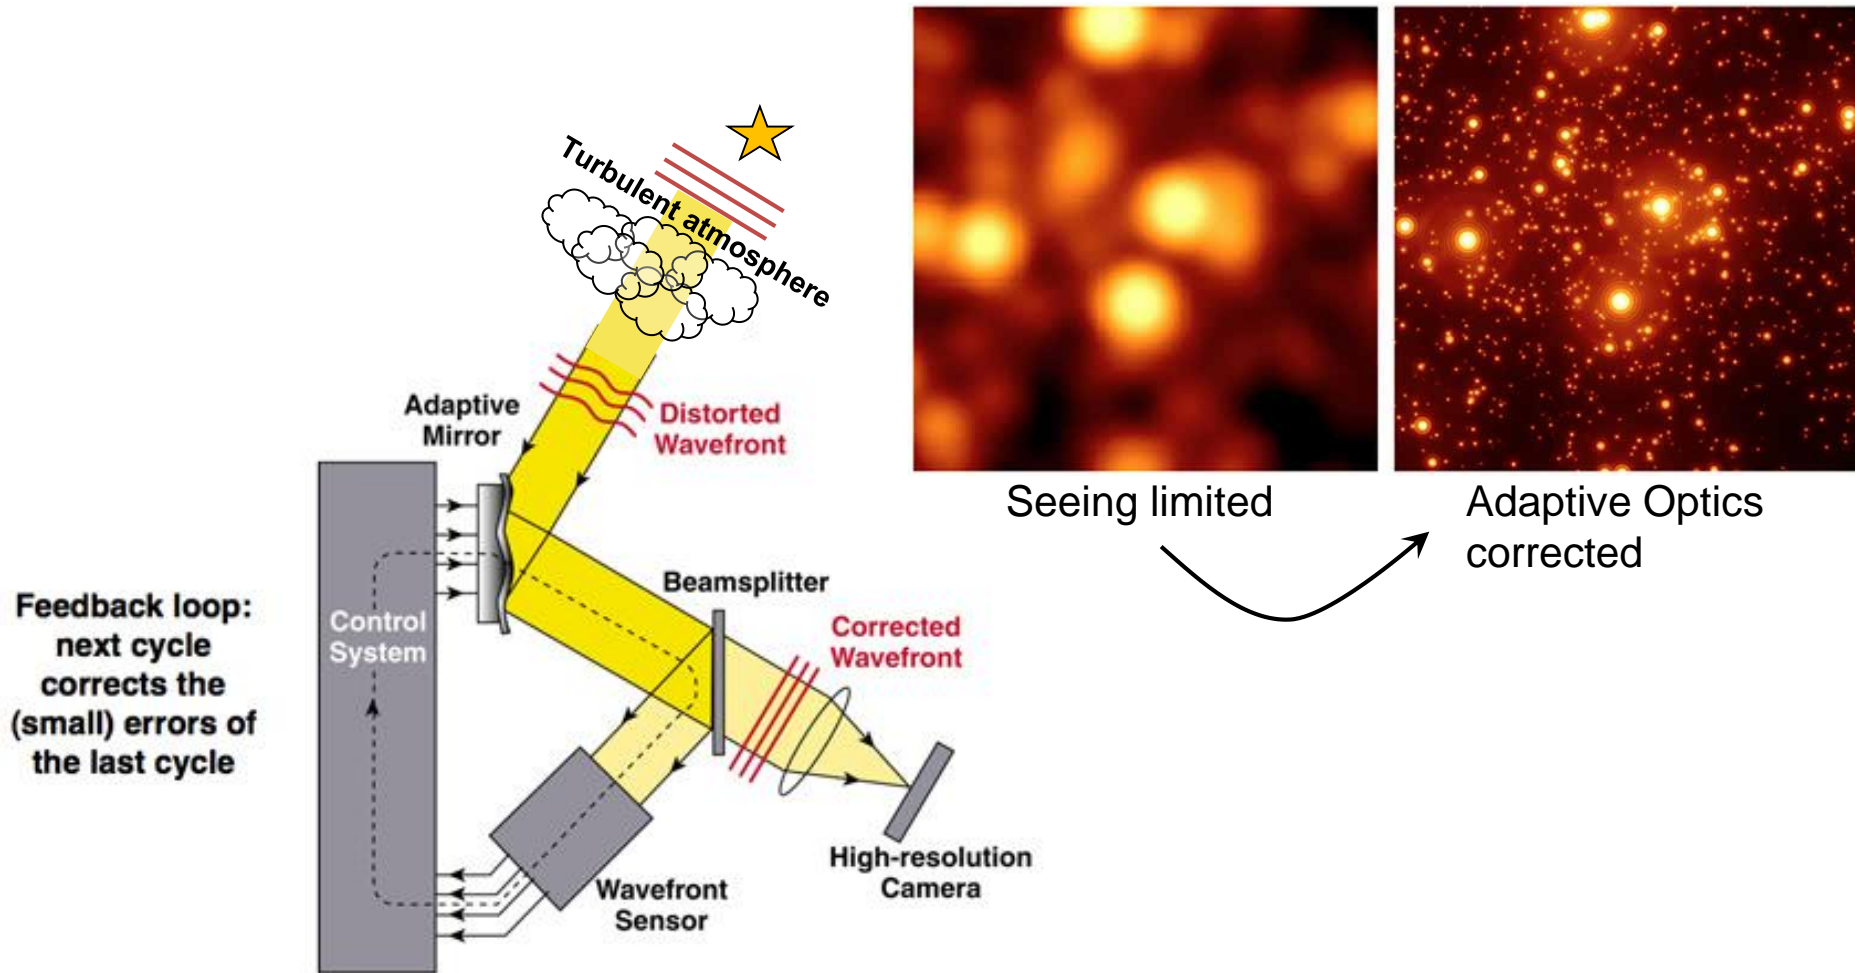 Turbulent atmosphere
Distorted
Wavefront
Adaptive
Mirror
Seeing limited
Adaptive Optics
corrected
Beamsplitter
Feedback loop:
next cycle
corrects the
(small) errors of
the last cycle
Control
System
Corrected
Wavefront
High-resolution
Camera
Wavefront
Sensor